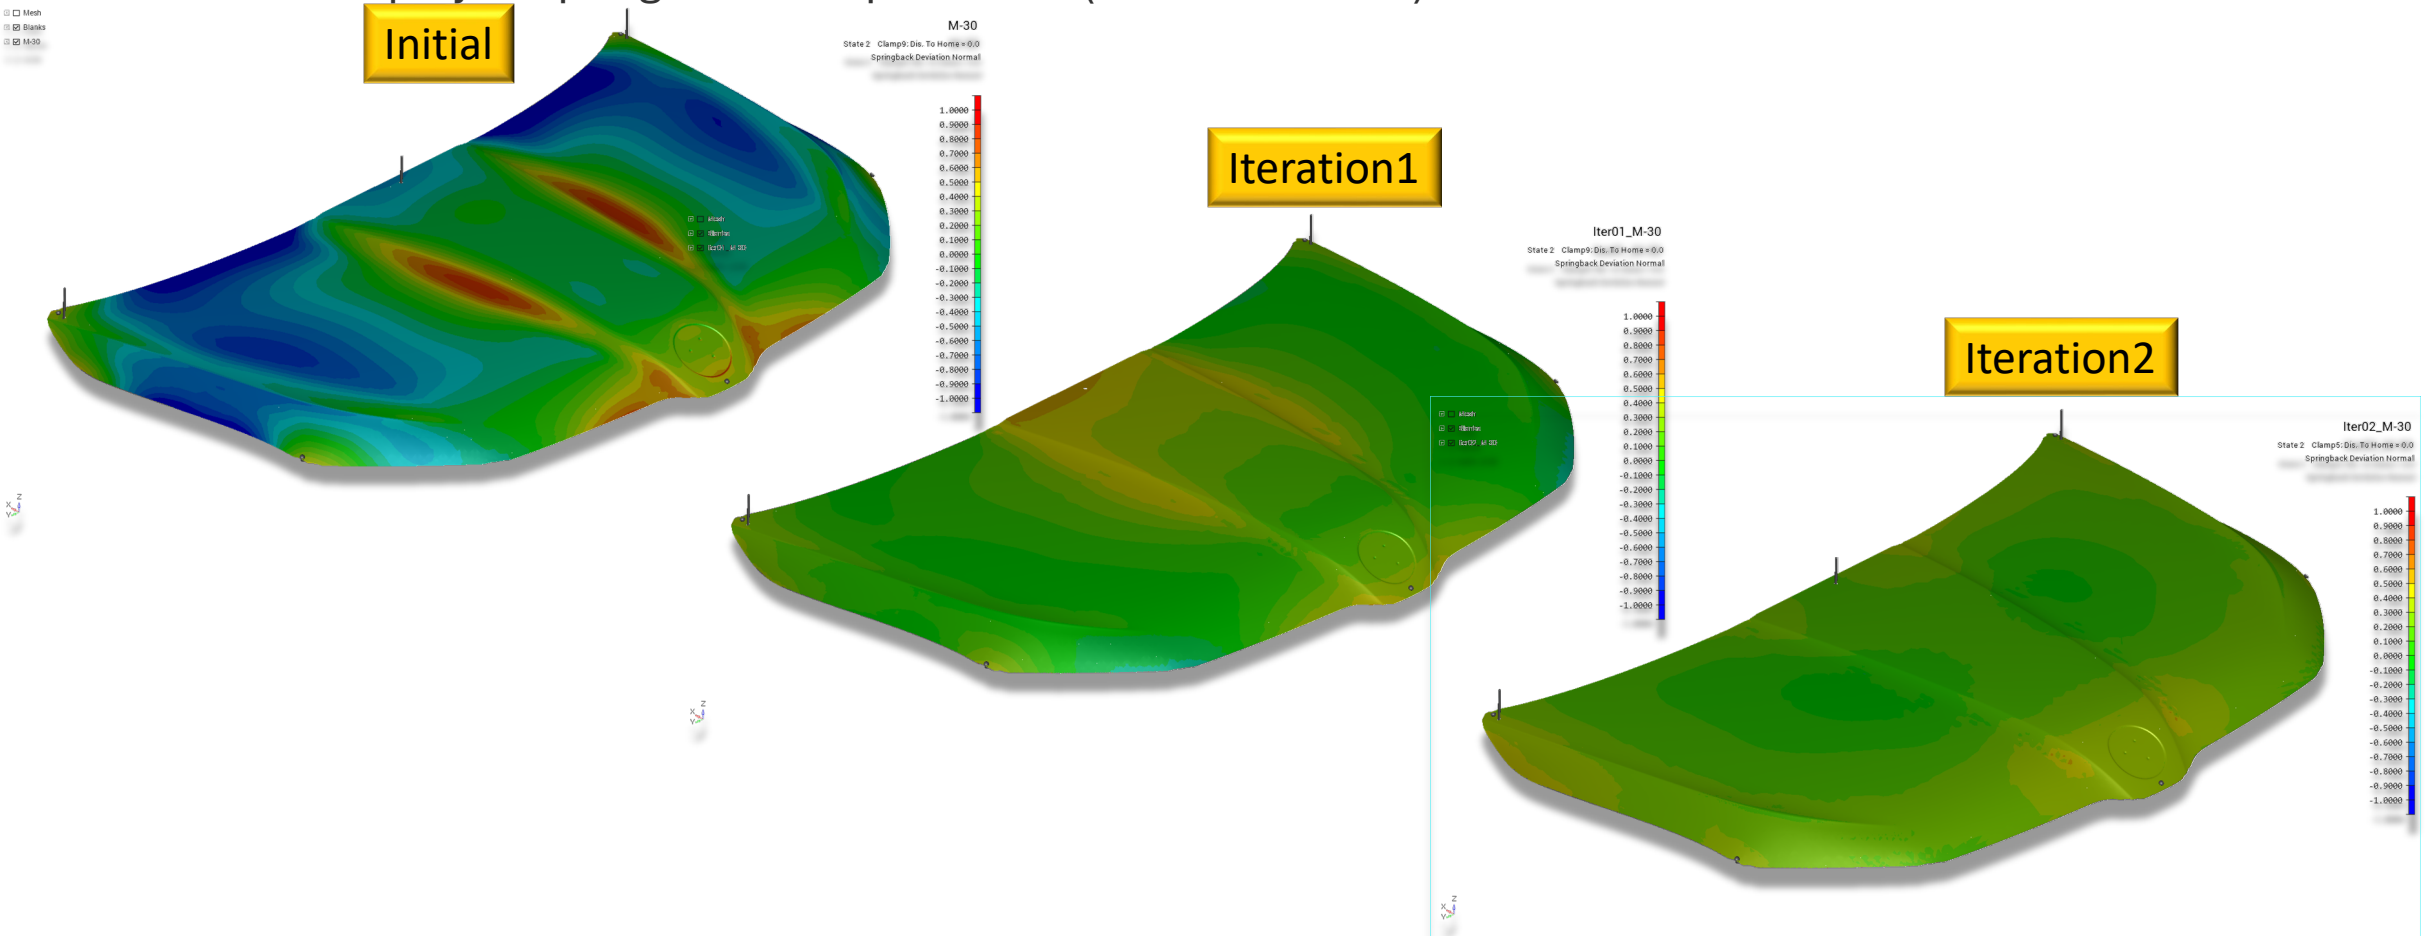 Mesh
Blanks
M-30
Initial
M-30
State 2 Clamp9: Dis. To Home = 0.0
Springback Deviation Normal
1.0000
0.9000
0.8000
0.7000
0.6000
0.5000
0.4000
0.3000
0.2000
0.1000
0.0000
-0.1000
-0.2000
-0.3000
-0.4000
-0.5000
-0.6000
-0.7000
-0.8000
-0.9000
-1.0000
Z
X
Y
Iteration1
Iter01_M-30
State 2 Clamp9: Dis. To Home = 0.0
Springback Deviation Normal
1.0000
0.9000
0.8000
0.7000
0.6000
0.5000
0.4000
0.3000
0.2000
0.1000
0.0000
-0.1000
-0.2000
-0.3000
-0.4000
-0.5000
-0.6000
-0.7000
-0.8000
-0.9000
-1.0000
Z
X
Y
Iteration2
Iter02_M-30
State 2 Clamp5: Dis. To Home = 0.0
Springback Deviation Normal
1.0000
0.9000
0.8000
0.7000
0.6000
0.5000
0.4000
0.3000
0.2000
0.1000
0.0000
-0.1000
-0.2000
-0.3000
-0.4000
-0.5000
-0.6000
-0.7000
-0.8000
-0.9000
-1.0000
Z
X
Y